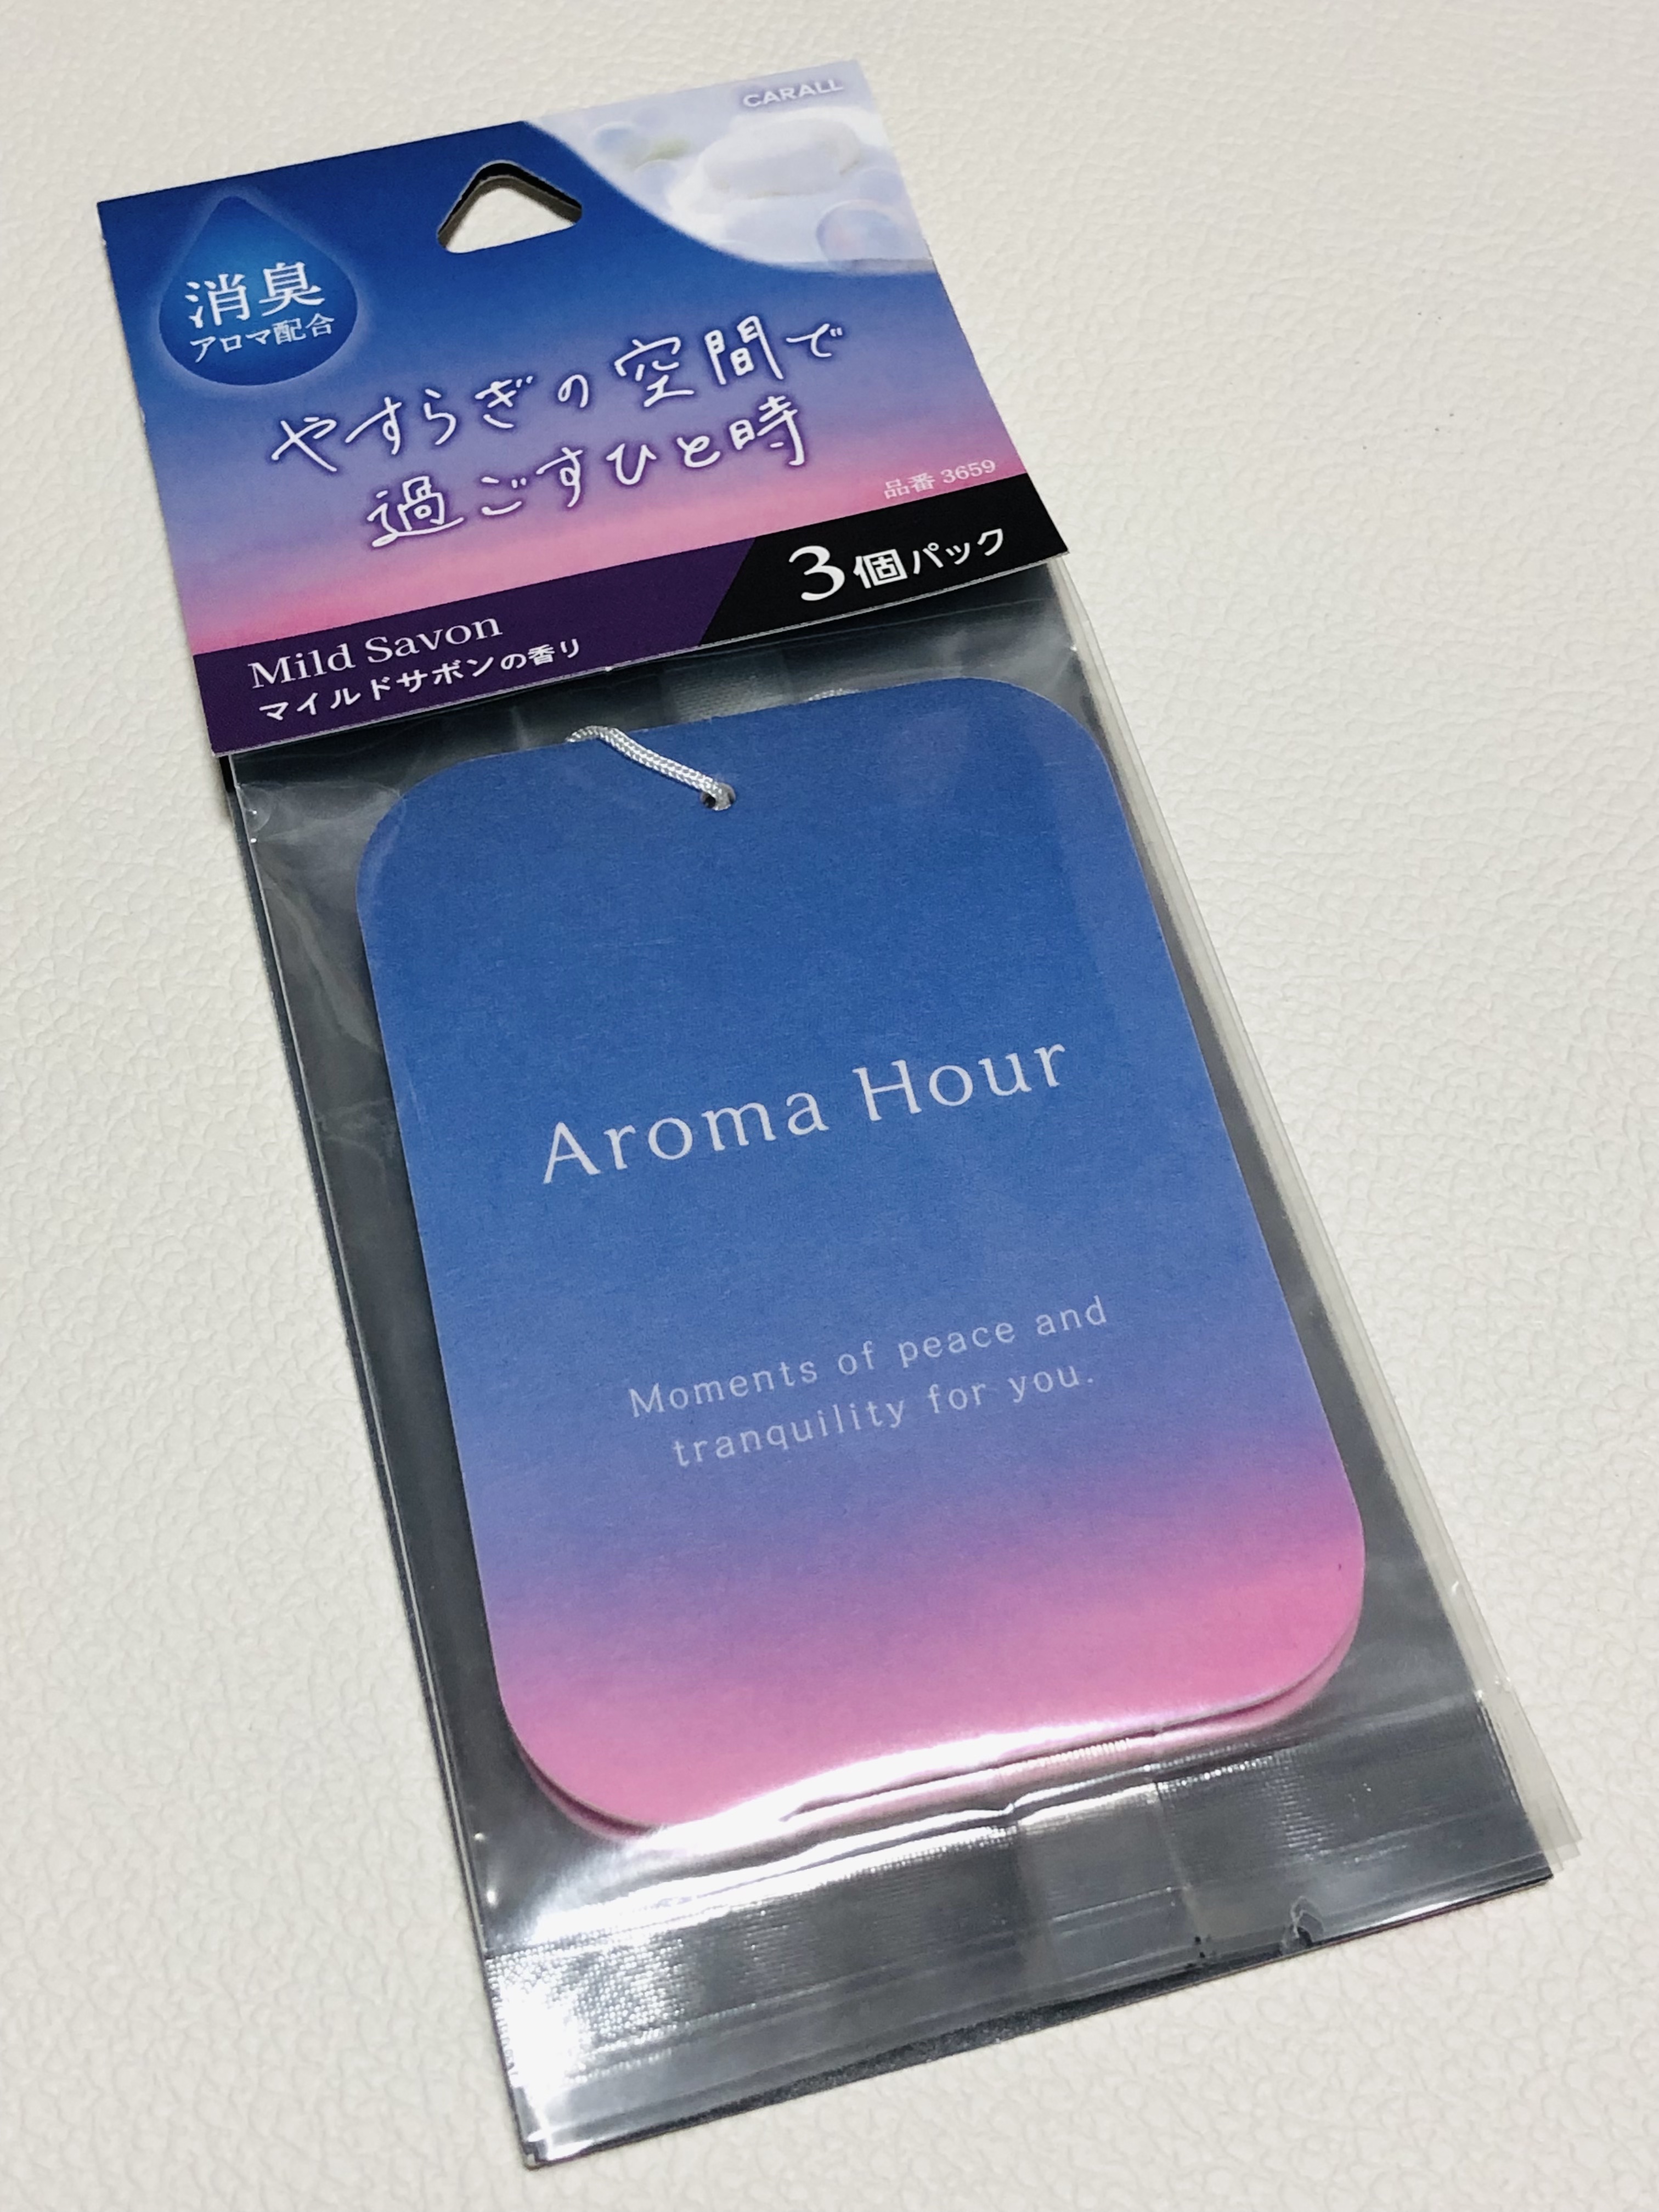 CARALL
消臭
アロマ配合
やすらぎの空間で
過ごすひと時
品番 3659
3個パック
Mild Savon
マイルドサボンの香り
Aroma Hour
Moments of peace and
tranquility for you.